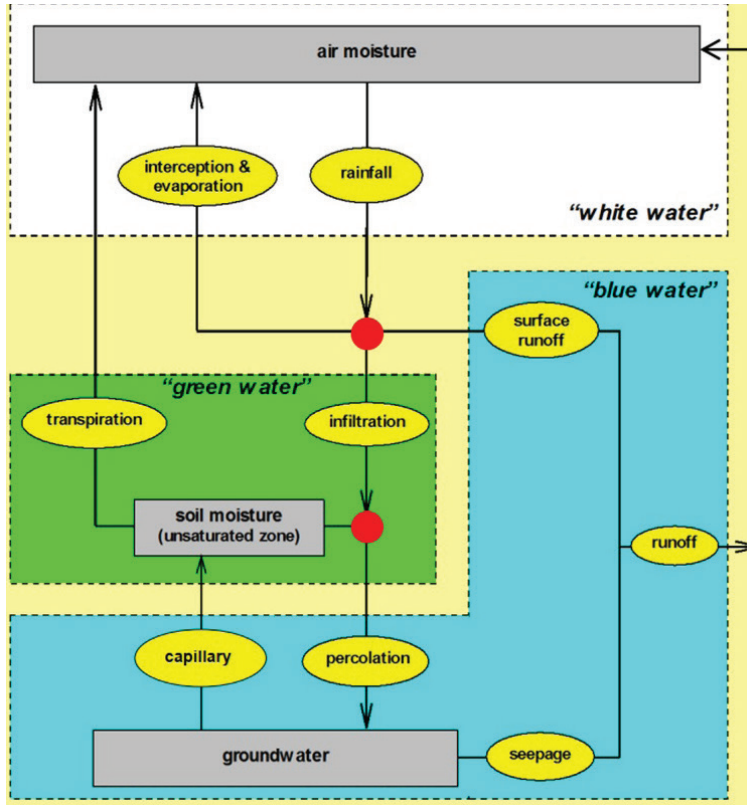 air moisture
interception &
evaporation
rainfall
“white water”
“blue water”
surface
runoff
“green water”
transpiration
infiltration
soil moisture
(unsaturated zone)
runoff
capillary
percolation
groundwater
seepage